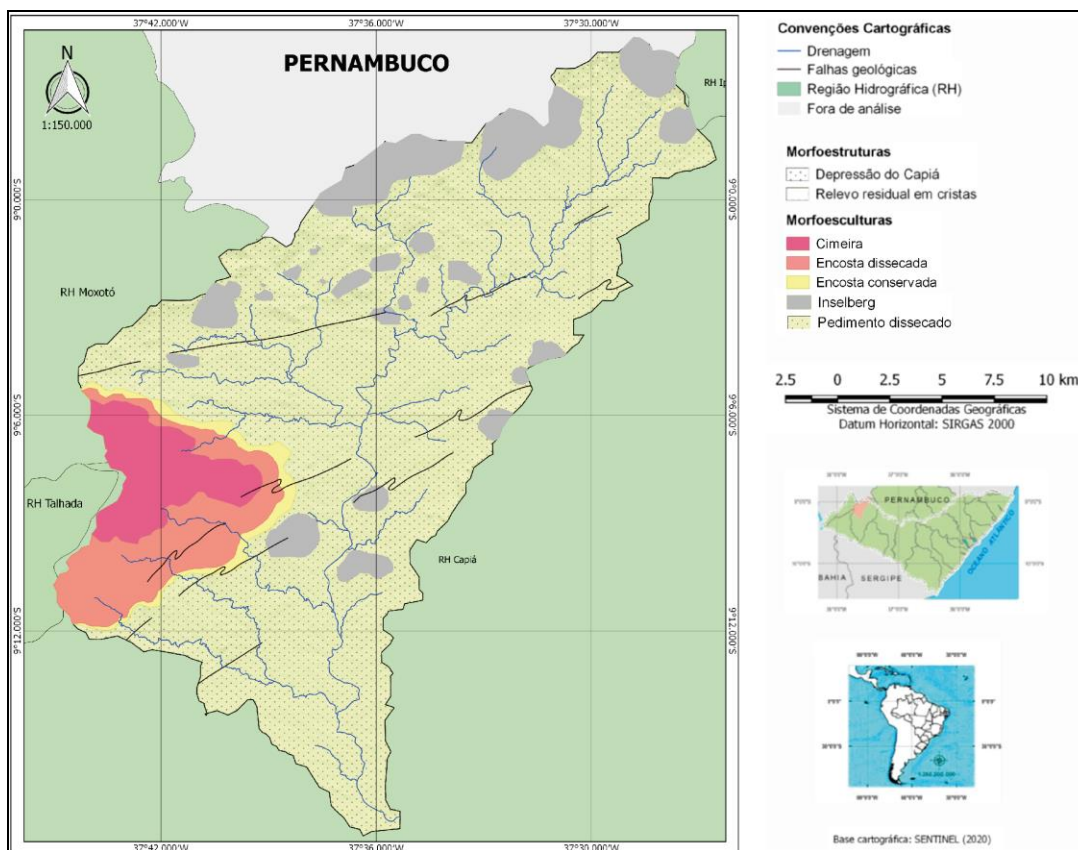 37°42.000'W
37°36.000'W
37°30.000'W
PERNAMBUCO
N
1:150.000
9°0.000'S
9°0.000'S
RH Moxotó
9°6.000'S
9°6.000'S
RH Talhada
RH Capiá
9°12.000'S
9°12.000'S
37°42.000'W
37°36.000'W
37°30.000'W
Convenções Cartográficas
Drenagem
Falhas geológicas
Região Hidrográfica (RH)
Fora de análise
Morfoestruturas
Depressão do Capiá
Relevo residual em cristas
Morfoesculturas
Cimeira
Encosta dissecada
Encosta conservada
Inselberg
Pedimento dissecado
2.5 0 2.5 5 7.5 10 km
Sistema de Coordenadas Geográficas
Datum Horizontal: SIRGAS 2000
PERNAMBUCO
OCEANO ATLÂNTICO
BAHIA SERGIPE
Base cartográfica: SENTINEL (2020)